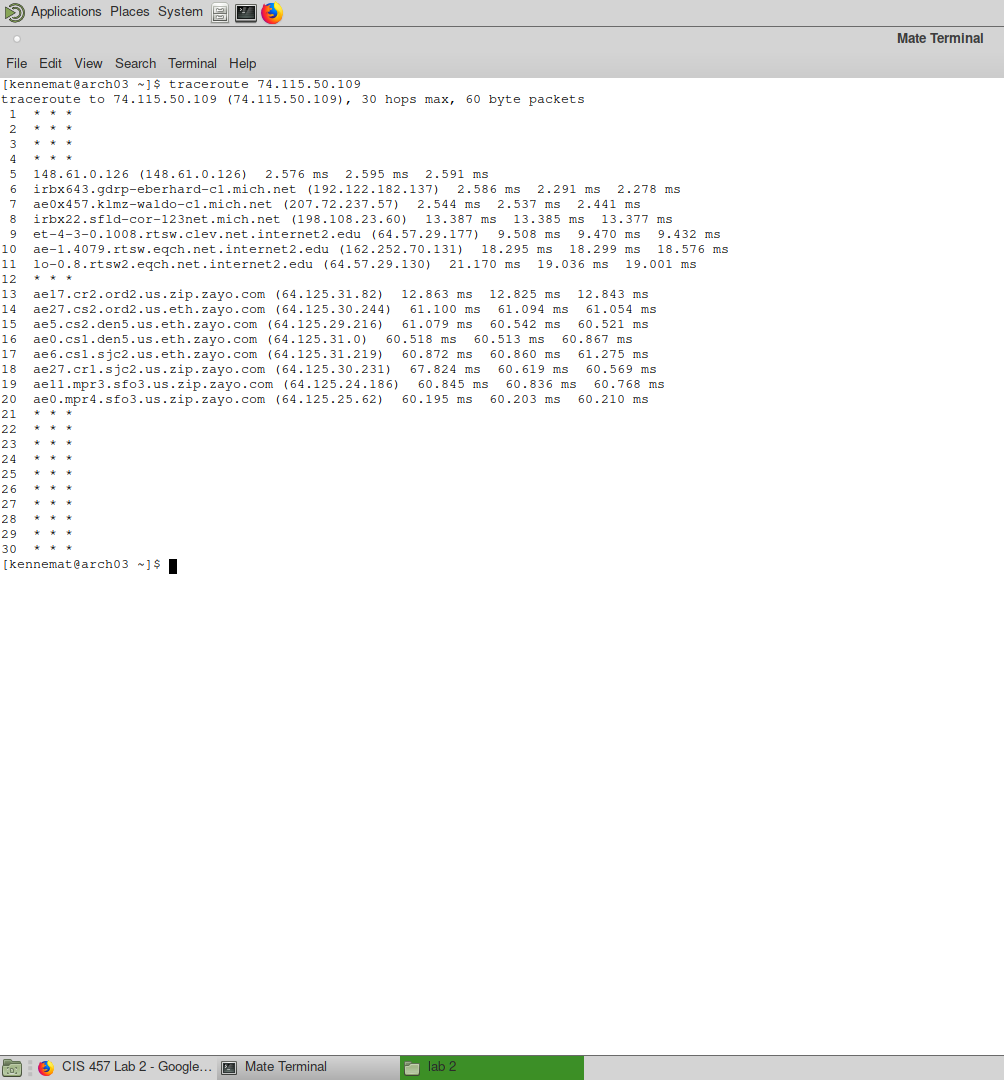 Applications Places System
Mate Terminal
File Edit View Search Terminal Help
[kennemat@arch03 ~]$ traceroute 74.115.50.109
traceroute to 74.115.50.109 (74.115.50.109), 30 hops max, 60 byte packets
 1  * * *
 2  * * *
 3  * * *
 4  * * *
 5  148.61.0.126 (148.61.0.126)  2.576 ms  2.595 ms  2.591 ms
 6  irbx643.gdrp-eberhard-c1.mich.net (192.122.182.137)  2.586 ms  2.291 ms  2.278 ms
 7  ae0x457.klmz-waldo-c1.mich.net (207.72.237.57)  2.544 ms  2.537 ms  2.441 ms
 8  irbx22.sfld-cor-123net.mich.net (198.108.23.60)  13.387 ms  13.385 ms  13.377 ms
 9  et-4-3-0.1008.rtsw.clev.net.internet2.edu (64.57.29.177)  9.508 ms  9.470 ms  9.432 ms
10  ae-1.4079.rtsw.eqch.net.internet2.edu (162.252.70.131)  18.295 ms  18.299 ms  18.576 ms
11  lo-0.8.rtsw2.eqch.net.internet2.edu (64.57.29.130)  21.170 ms  19.036 ms  19.001 ms
12  * * *
13  ae17.cr2.ord2.us.zip.zayo.com (64.125.31.82)  12.863 ms  12.825 ms  12.843 ms
14  ae27.cs2.ord2.us.eth.zayo.com (64.125.30.244)  61.100 ms  61.094 ms  61.054 ms
15  ae5.cs2.den5.us.eth.zayo.com (64.125.29.216)  61.079 ms  60.542 ms  60.521 ms
16  ae0.cs1.den5.us.eth.zayo.com (64.125.31.0)  60.518 ms  60.513 ms  60.867 ms
17  ae6.cs1.sjc2.us.eth.zayo.com (64.125.31.219)  60.872 ms  60.860 ms  61.275 ms
18  ae27.cr1.sjc2.us.zip.zayo.com (64.125.30.231)  67.824 ms  60.619 ms  60.569 ms
19  ae11.mpr3.sfo3.us.zip.zayo.com (64.125.24.186)  60.845 ms  60.836 ms  60.768 ms
20  ae0.mpr4.sfo3.us.zip.zayo.com (64.125.25.62)  60.195 ms  60.203 ms  60.210 ms
21  * * *
22  * * *
23  * * *
24  * * *
25  * * *
26  * * *
27  * * *
28  * * *
29  * * *
30  * * *
[kennemat@arch03 ~]$
CIS 457 Lab 2 - Google… Mate Terminal lab 2